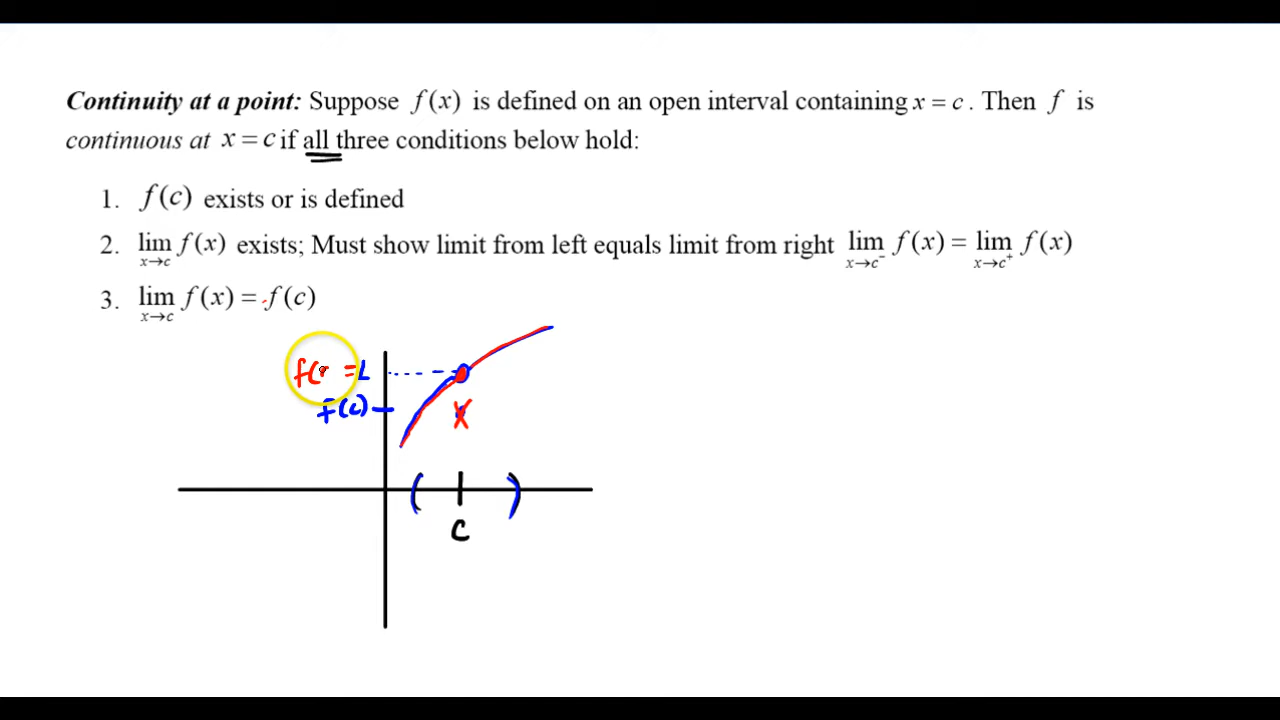 Continuity at a point: Suppose f(x) is defined on an open interval containing x = c. Then f is
continuous at x = c if all three conditions below hold:
1. f(c) exists or is defined
2. lim x→c f(x) exists; Must show limit from left equals limit from right lim x→c⁻ f(x) = lim x→c⁺ f(x)
3. lim x→c f(x) = f(c)
f( = L
f(c)
c